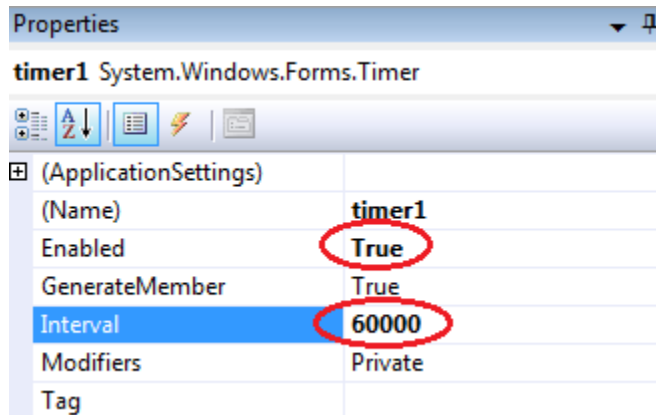 Properties
timer1 System.Windows.Forms.Timer
(ApplicationSettings)
(Name) timer1
Enabled True
GenerateMember True
Interval 60000
Modifiers Private
Tag